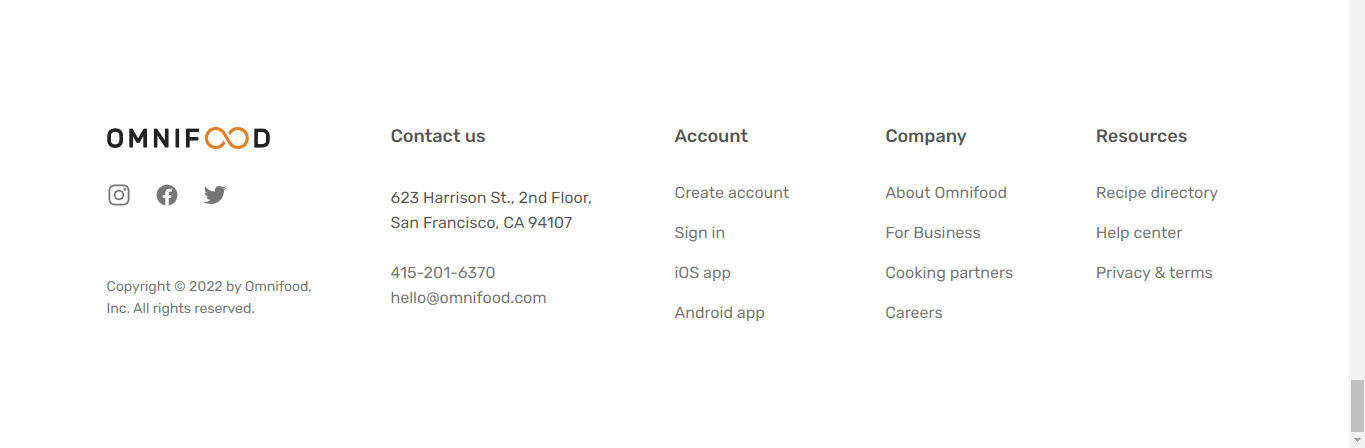 OMNIFOOD
Copyright © 2022 by Omnifood,
Inc. All rights reserved.
Contact us
623 Harrison St., 2nd Floor,
San Francisco, CA 94107
415-201-6370
hello@omnifood.com
Account
Create account
Sign in
iOS app
Android app
Company
About Omnifood
For Business
Cooking partners
Careers
Resources
Recipe directory
Help center
Privacy & terms